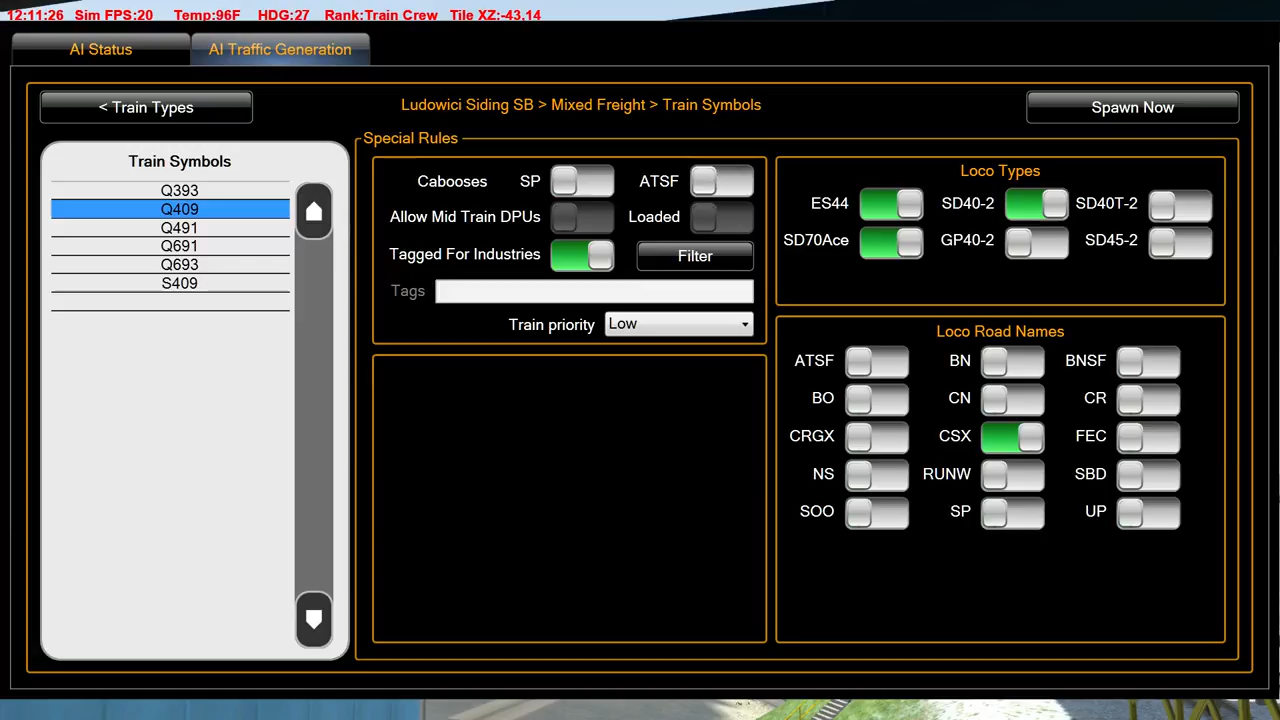 12:11:26 Sim FPS:20 Temp:96F HDG:27 Rank:Train Crew Tile XZ:-43,14
AI Status AI Traffic Generation
< Train Types
Ludowici Siding SB > Mixed Freight > Train Symbols
Spawn Now
Train Symbols
Q393
Q409
Q491
Q691
Q693
S409
Special Rules
Cabooses SP ATSF
Allow Mid Train DPUs Loaded
Tagged For Industries Filter
Tags
Train priority Low
Loco Types
ES44 SD40-2 SD40T-2
SD70Ace GP40-2 SD45-2
Loco Road Names
ATSF BN BNSF
BO CN CR
CRGX CSX FEC
NS RUNW SBD
SOO SP UP